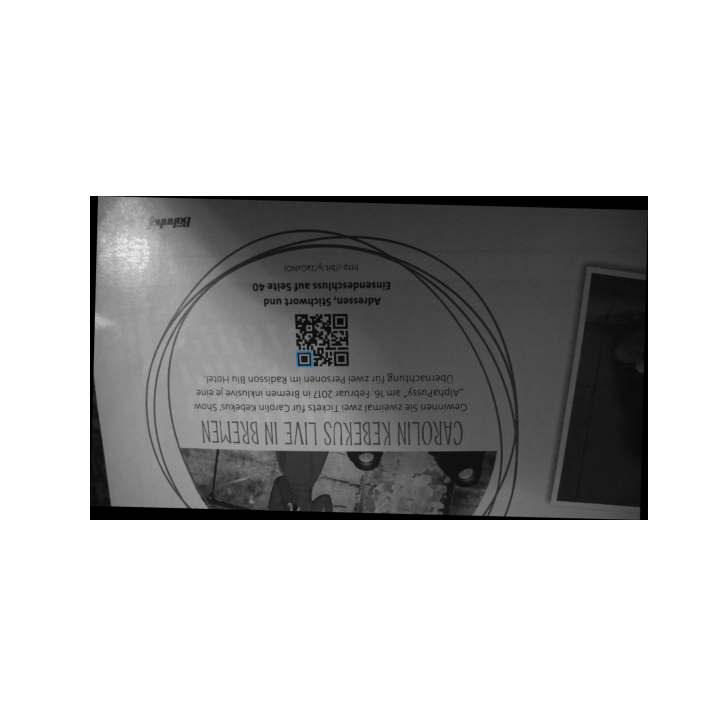 CAROLIN KEBEKUS LIVE IN BREMEN
Gewinnen Sie zweimal zwei Tickets für Carolin Kebekus' Show
„AlphaPussy“ am 16. Februar 2017 in Bremen inklusive je eine
Übernachtung für zwei Personen im Radisson Blu Hotel.
Adressen, Stichwort und
Einsendeschluss auf Seite 40